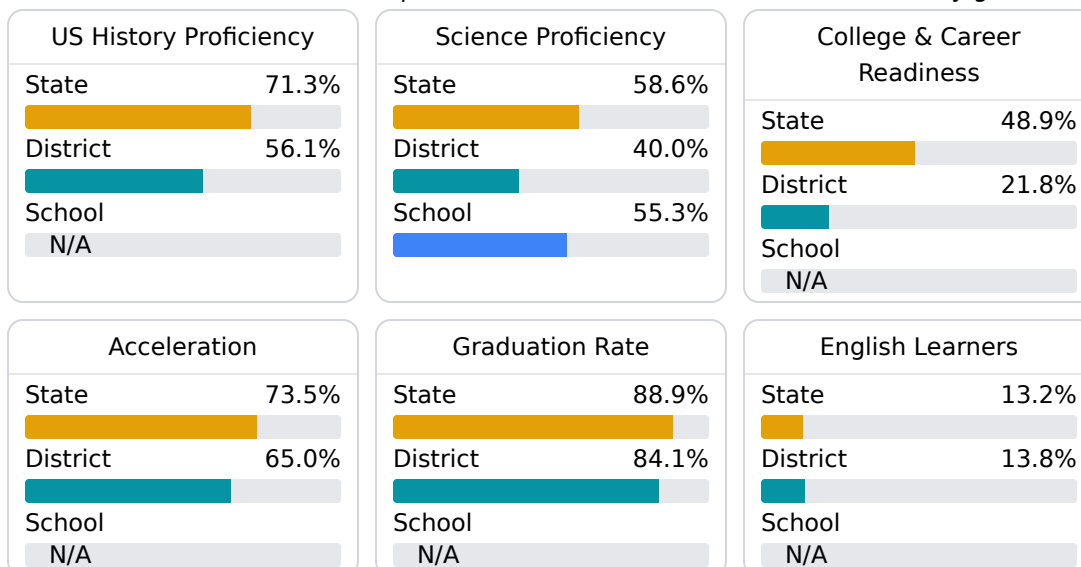 US History Proficiency
State 71.3%
District 56.1%
School
N/A
Science Proficiency
State 58.6%
District 40.0%
School 55.3%
College & Career
Readiness
State 48.9%
District 21.8%
School
N/A
Acceleration
State 73.5%
District 65.0%
School
N/A
Graduation Rate
State 88.9%
District 84.1%
School
N/A
English Learners
State 13.2%
District 13.8%
School
N/A